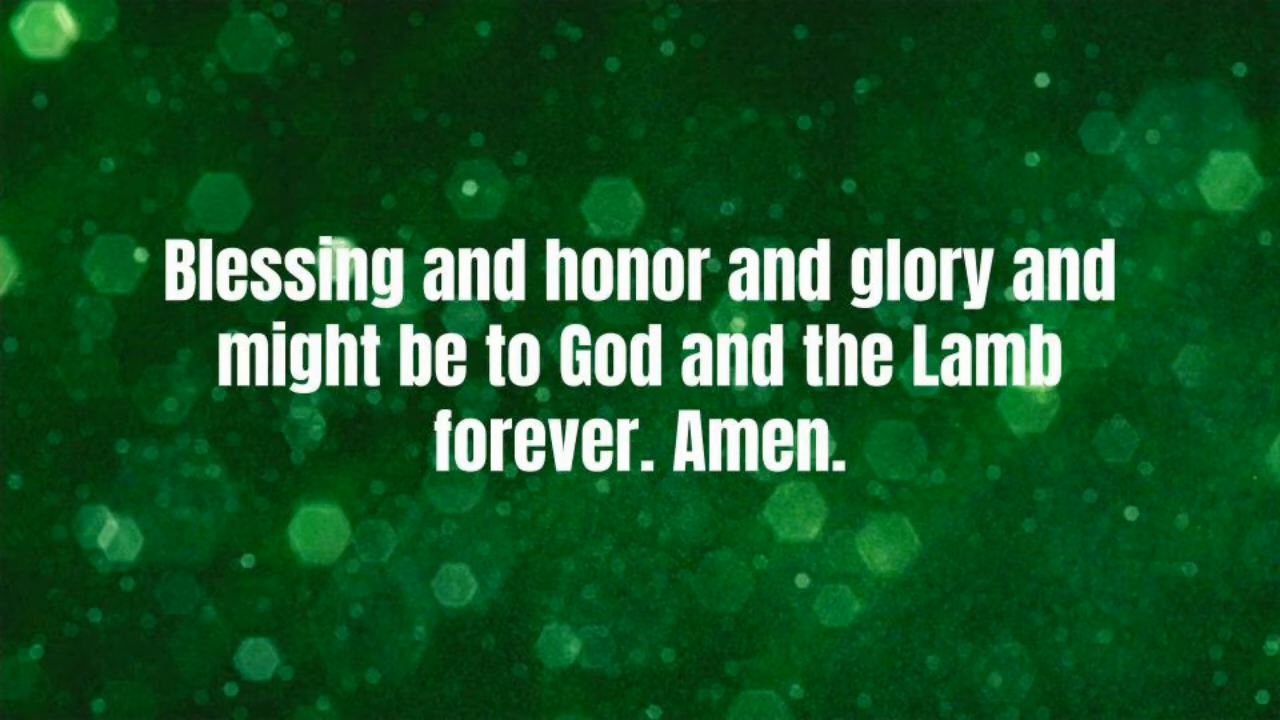 Blessing and honor and glory and
might be to God and the Lamb
forever. Amen.